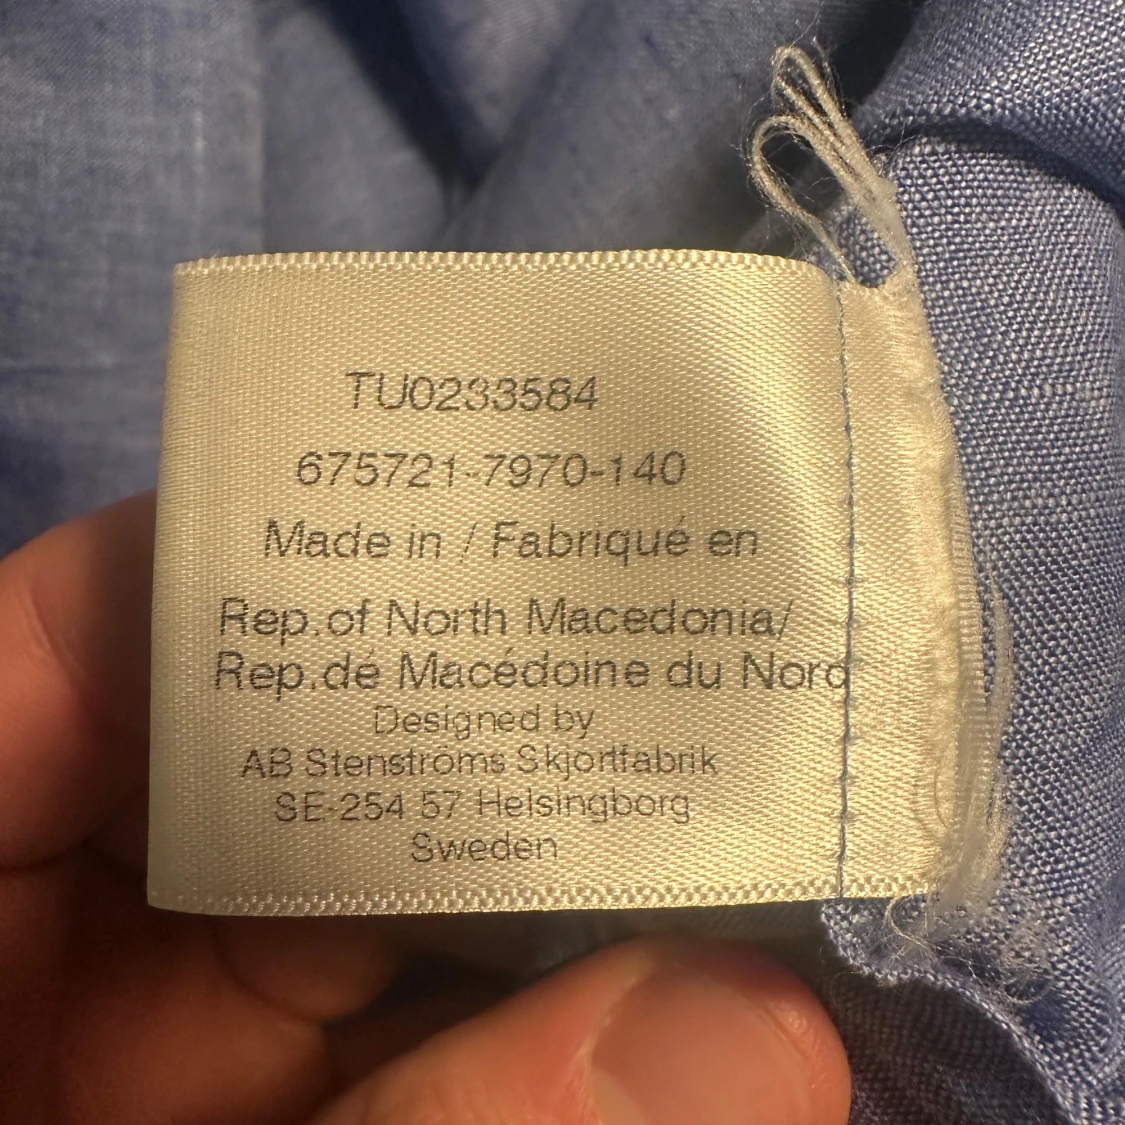 TU0233584
675721-7970-140
Made in / Fabriqué en
Rep.of North Macedonia/
Rep.de Macédoine du Nord
Designed by
AB Stenströms Skjortfabrik
SE-254 57 Helsingborg
Sweden